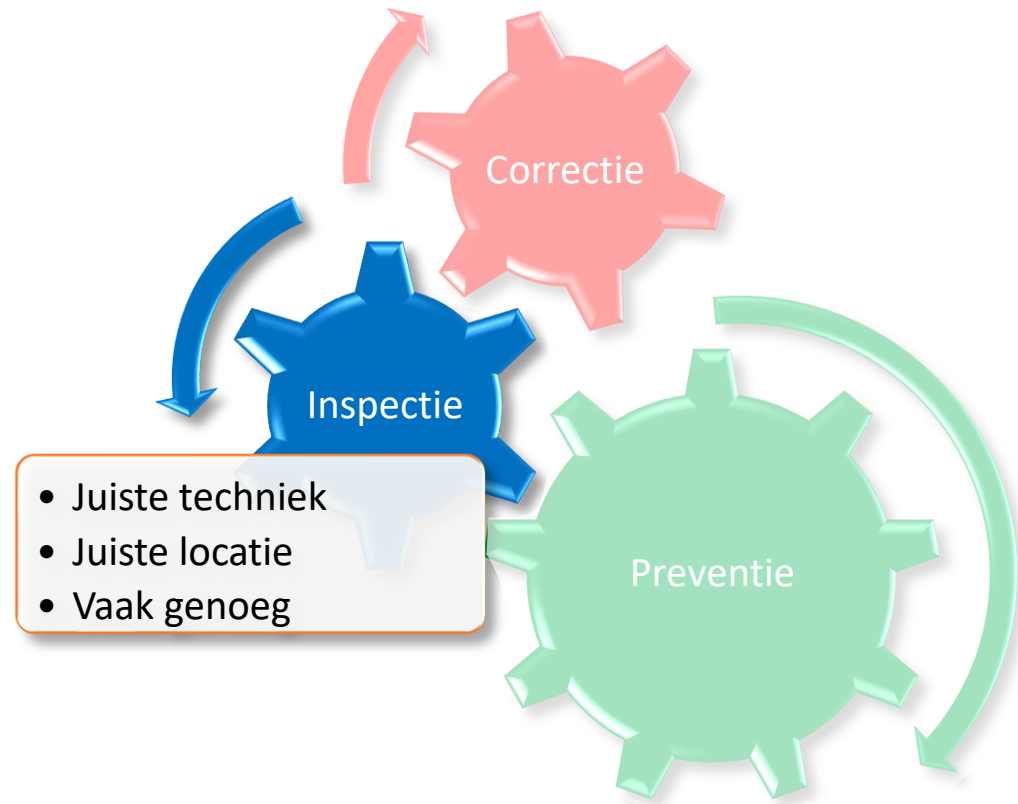 Correctie
Inspectie
• Juiste techniek
• Juiste locatie
• Vaak genoeg
Preventie